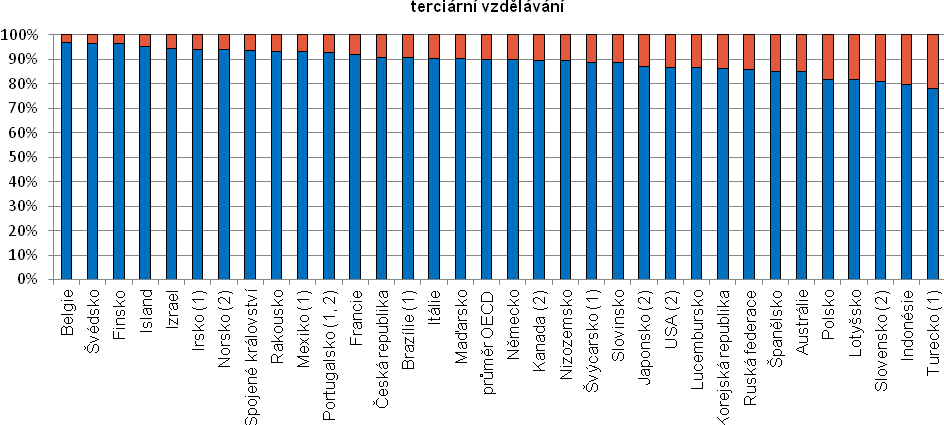 terciární vzdělávání
100%
90%
80%
70%
60%
50%
40%
30%
20%
10%
0%
Belgie
Švédsko
Finsko
Island
Izrael
Irsko (1)
Norsko (2)
Spojené království
Rakousko
Mexiko (1)
Portugalsko (1, 2)
Francie
Česká republika
Brazílie (1)
Itálie
Maďarsko
průměr OECD
Německo
Kanada (2)
Nizozemsko
Švýcarsko (1)
Slovinsko
Japonsko (2)
USA (2)
Lucembursko
Korejská republika
Ruská federace
Španělsko
Austrálie
Polsko
Lotyšsko
Slovensko (2)
Indonésie
Turecko (1)